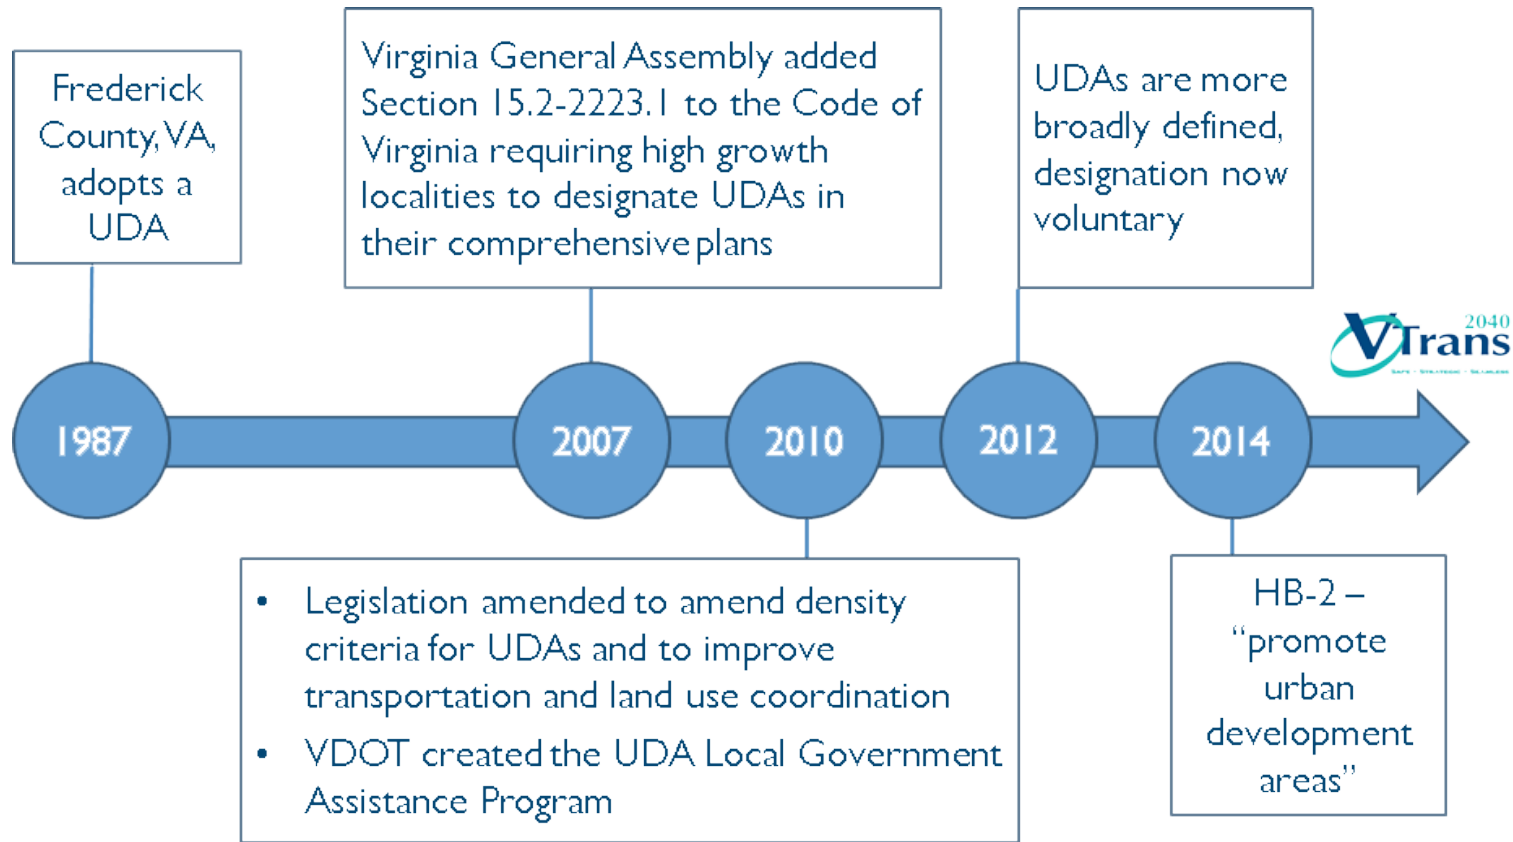 Frederick
County, VA,
adopts a
UDA
Virginia General Assembly added
Section 15.2-2223.1 to the Code of
Virginia requiring high growth
localities to designate UDAs in
their comprehensive plans
UDAs are more
broadly defined,
designation now
voluntary
2040
VTrans
SAFE • STRATEGIC • SEAMLESS
1987
2007
2010
2012
2014
• Legislation amended to amend density
criteria for UDAs and to improve
transportation and land use coordination
• VDOT created the UDA Local Government
Assistance Program
HB-2 –
“promote
urban
development
areas”